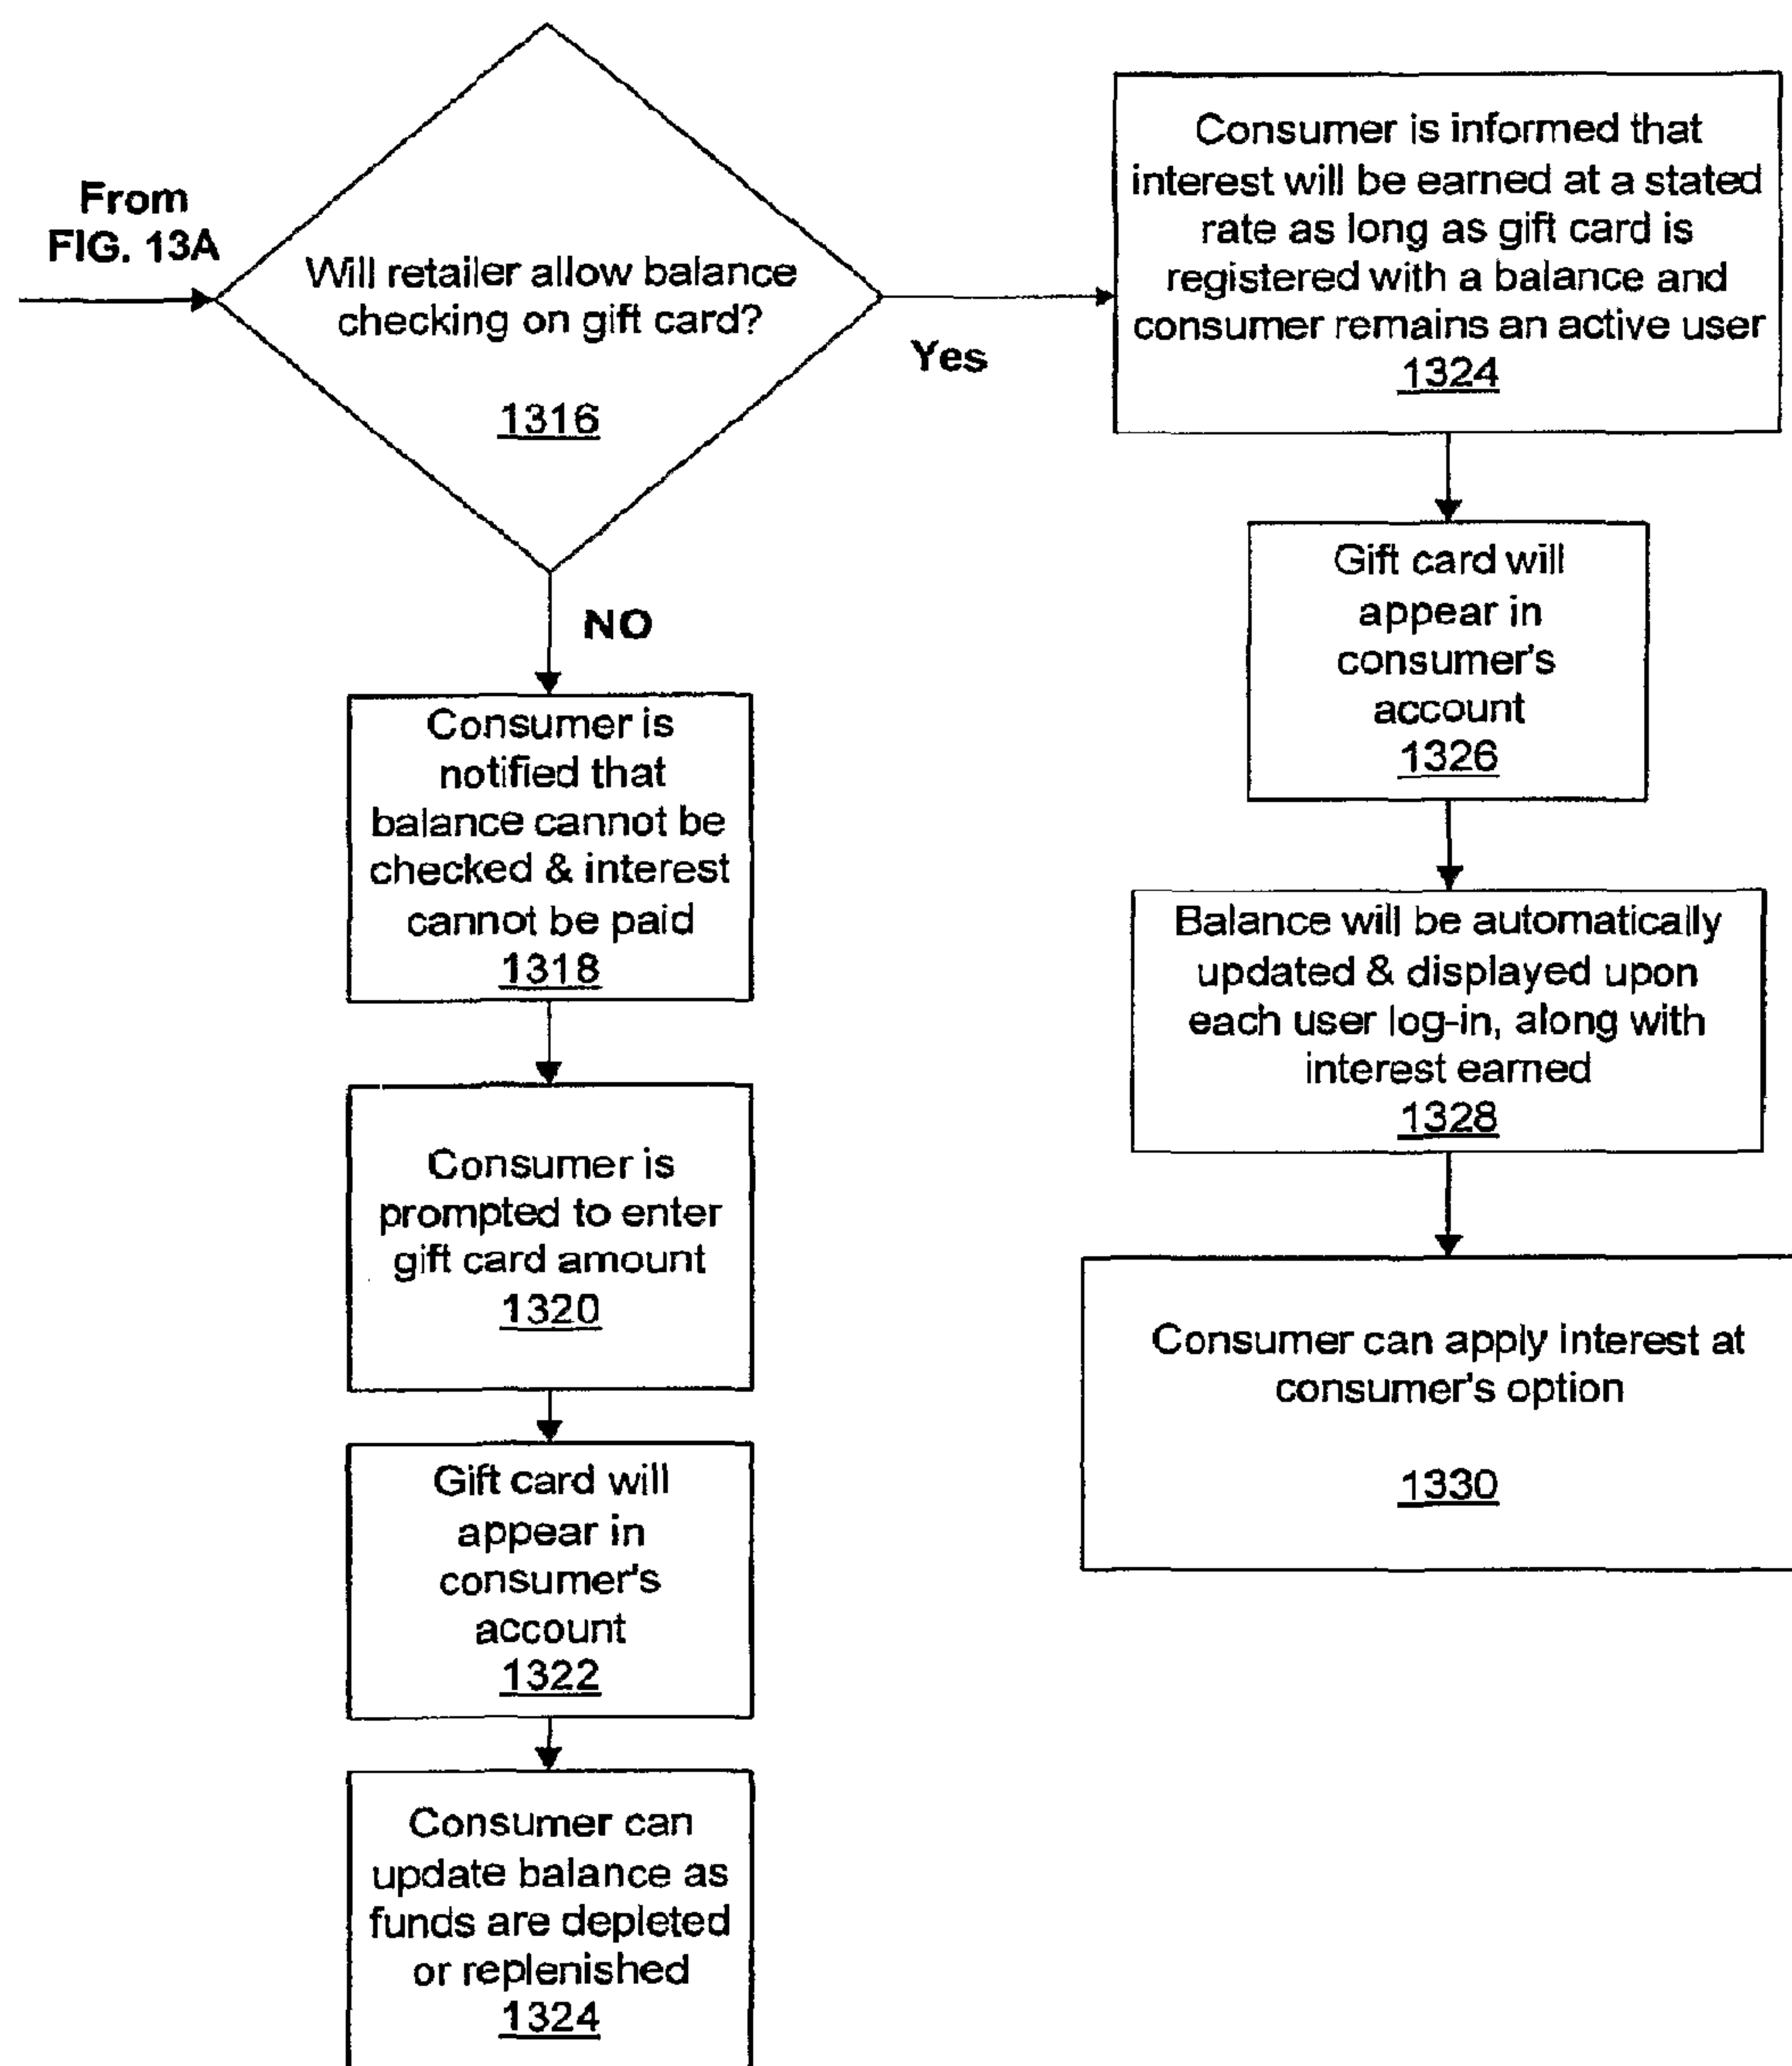 From
FIG. 13A
Will retailer allow balance
checking on gift card?
1316
Yes
NO
Consumer is
notified that
balance cannot be
checked & interest
cannot be paid
1318
Consumer is
prompted to enter
gift card amount
1320
Gift card will
appear in
consumer's
account
1322
Consumer can
update balance as
funds are depleted
or replenished
1324
Consumer is informed that
interest will be earned at a stated
rate as long as gift card is
registered with a balance and
consumer remains an active user
1324
Gift card will
appear in
consumer's
account
1326
Balance will be automatically
updated & displayed upon
each user log-in, along with
interest earned
1328
Consumer can apply interest at
consumer's option
1330